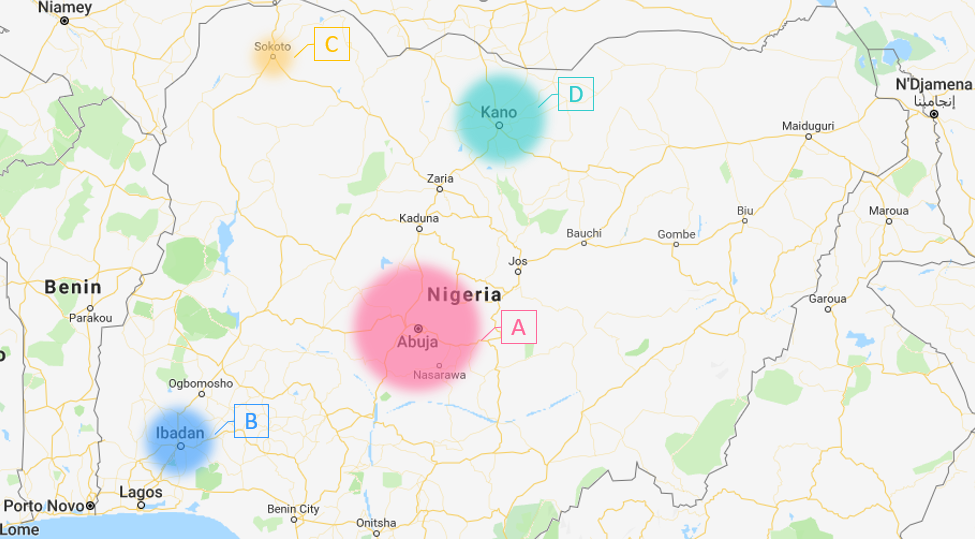 Niamey
Sokoto
C
Kano
D
N'Djamena
إنجامينا
Maiduguri
Zaria
Kaduna
Biu
Maroua
Bauchi
Gombe
Jos
Benin
Nigeria
Parakou
Garoua
A
Abuja
Nasarawa
Ogbomosho
B
Ibadan
Lagos
Porto Novo
Benin City
Onitsha
Lome